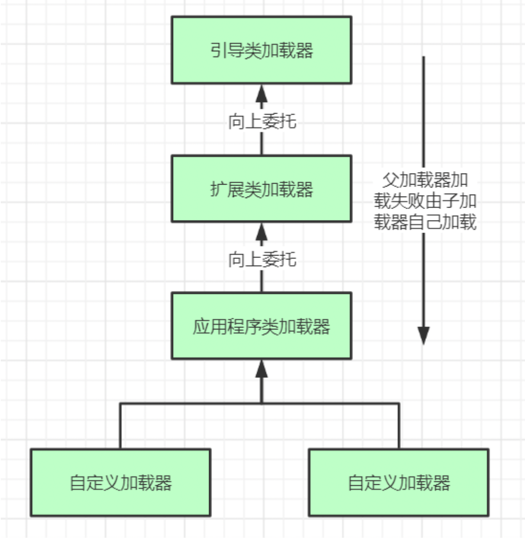 引导类加载器
向上委托
扩展类加载器
父加载器加
载失败由子加
载器自己加载
向上委托
应用程序类加载器
自定义加载器
自定义加载器